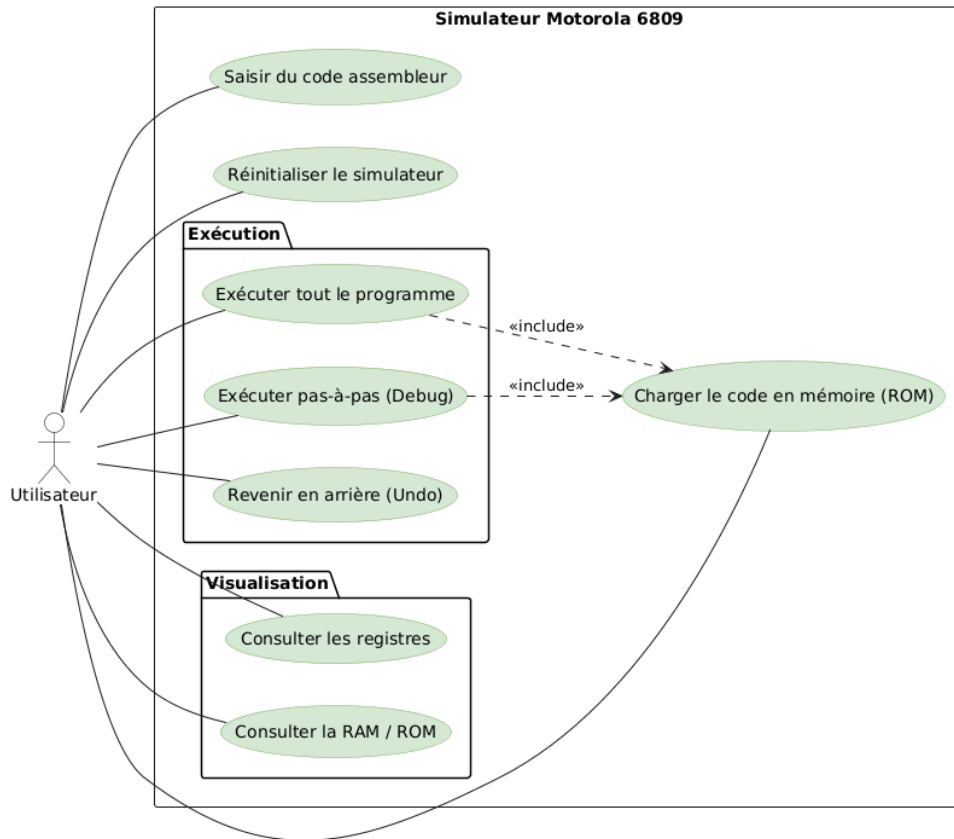 Simulateur Motorola 6809
Saisir du code assembleur
Réinitialiser le simulateur
Exécution
Exécuter tout le programme
«include»
Exécuter pas-à-pas (Debug)
«include»
Charger le code en mémoire (ROM)
Revenir en arrière (Undo)
Utilisateur
Visualisation
Consulter les registres
Consulter la RAM / ROM